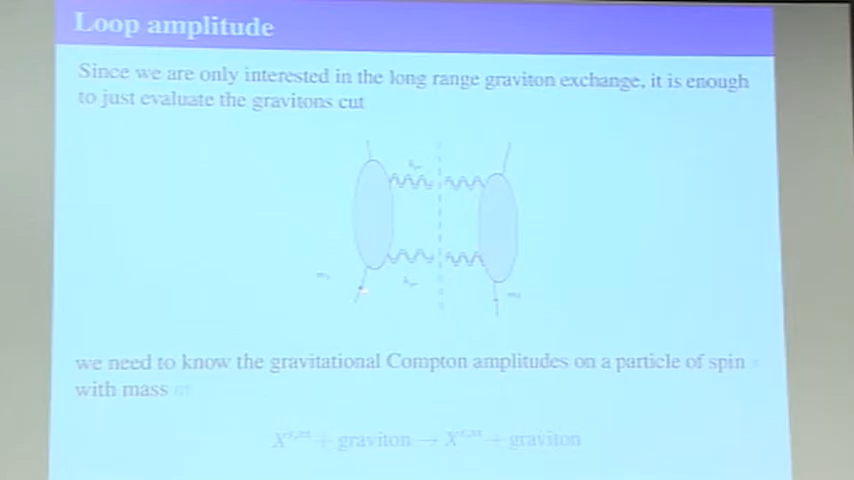 Loop amplitude
Since we are only interested in the long range graviton exchange, it is enough
to just evaluate the gravitons cut
we need to know the gravitational Compton amplitudes on a particle of spin
with mass
+ graviton → + graviton